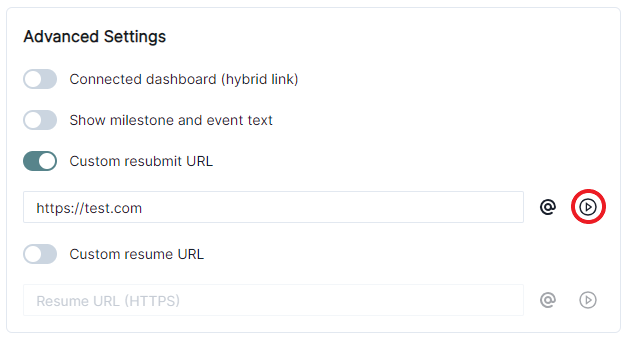 Advanced Settings
Connected dashboard (hybrid link)
Show milestone and event text
Custom resubmit URL
https://test.com
@
Custom resume URL
Resume URL (HTTPS)
@